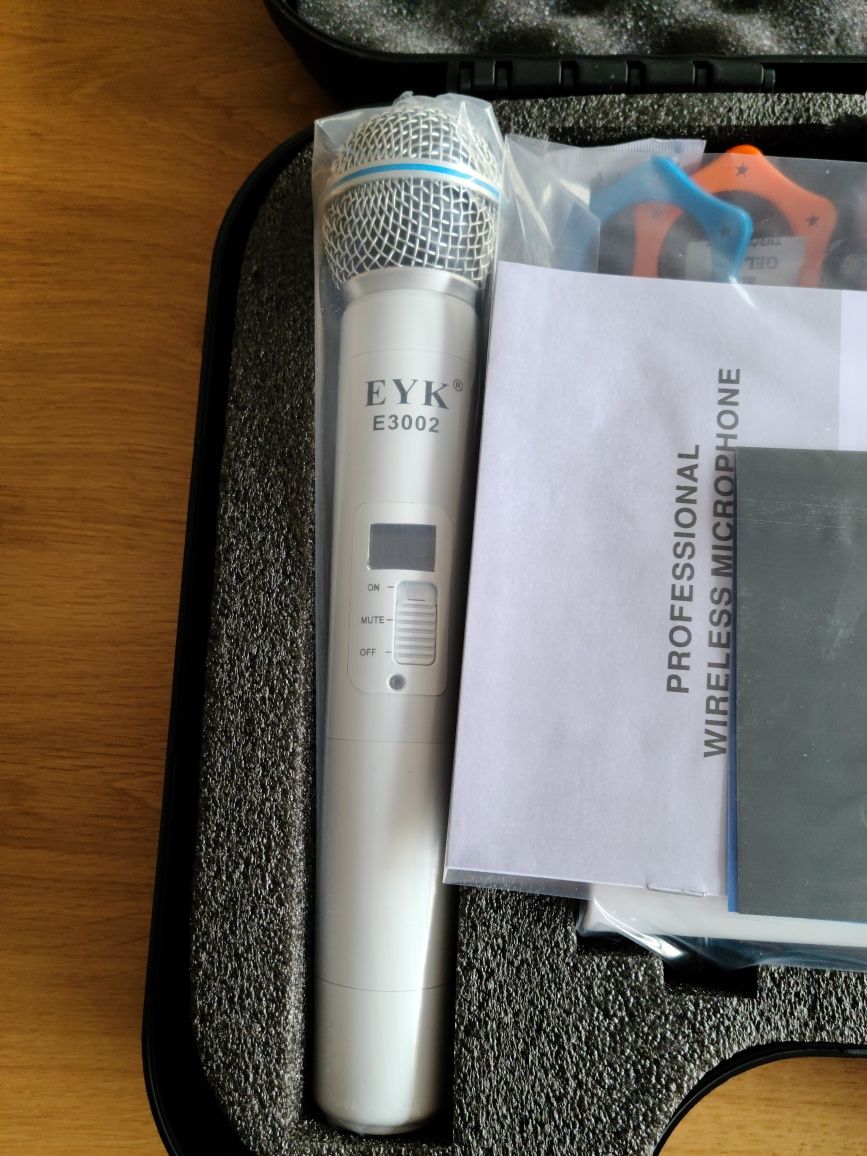 EYK®
E3002
ON
MUTE
OFF
PROFESSIONAL
WIRELESS MICROPHONE